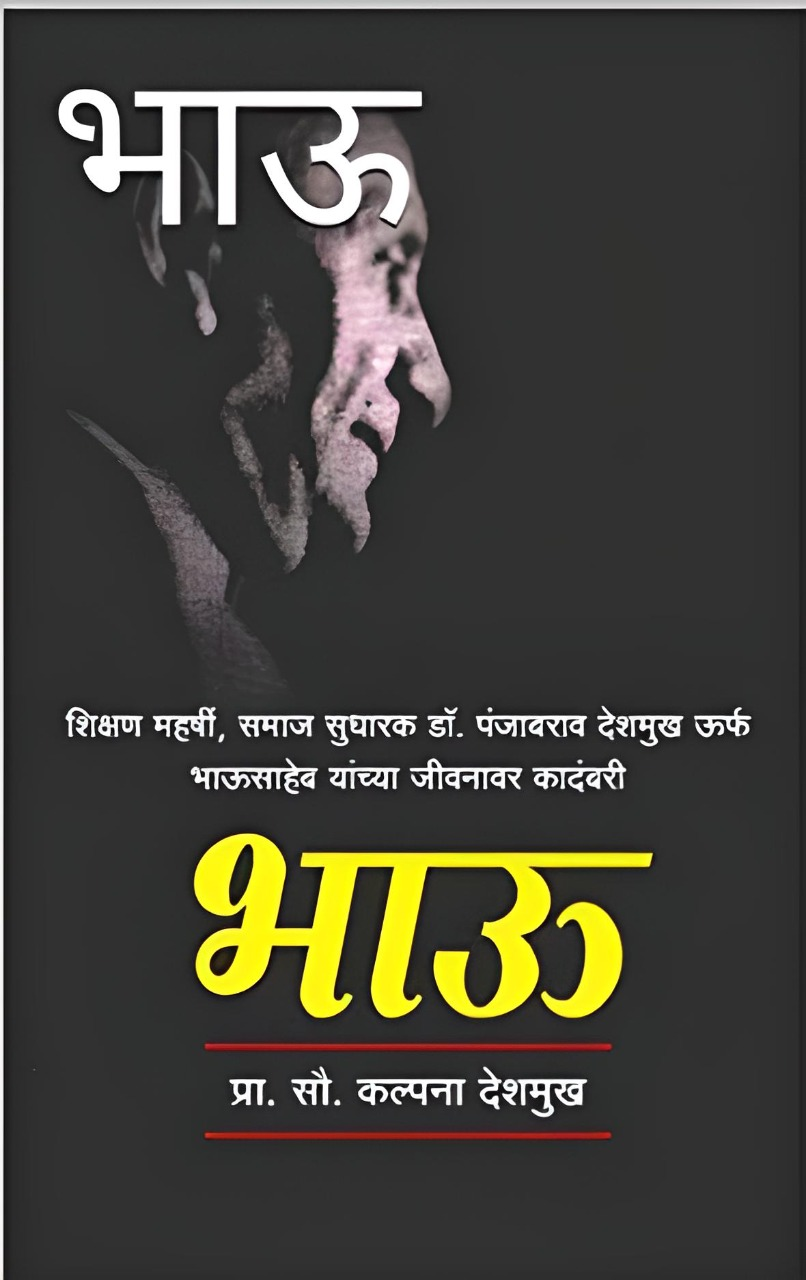 भाऊ
शिक्षण महर्षी, समाज सुधारक डॉ. पंजाबराव देशमुख ऊर्फ
भाऊसाहेब यांच्या जीवनावर कादंबरी
भाऊ
प्रा. सौ. कल्पना देशमुख